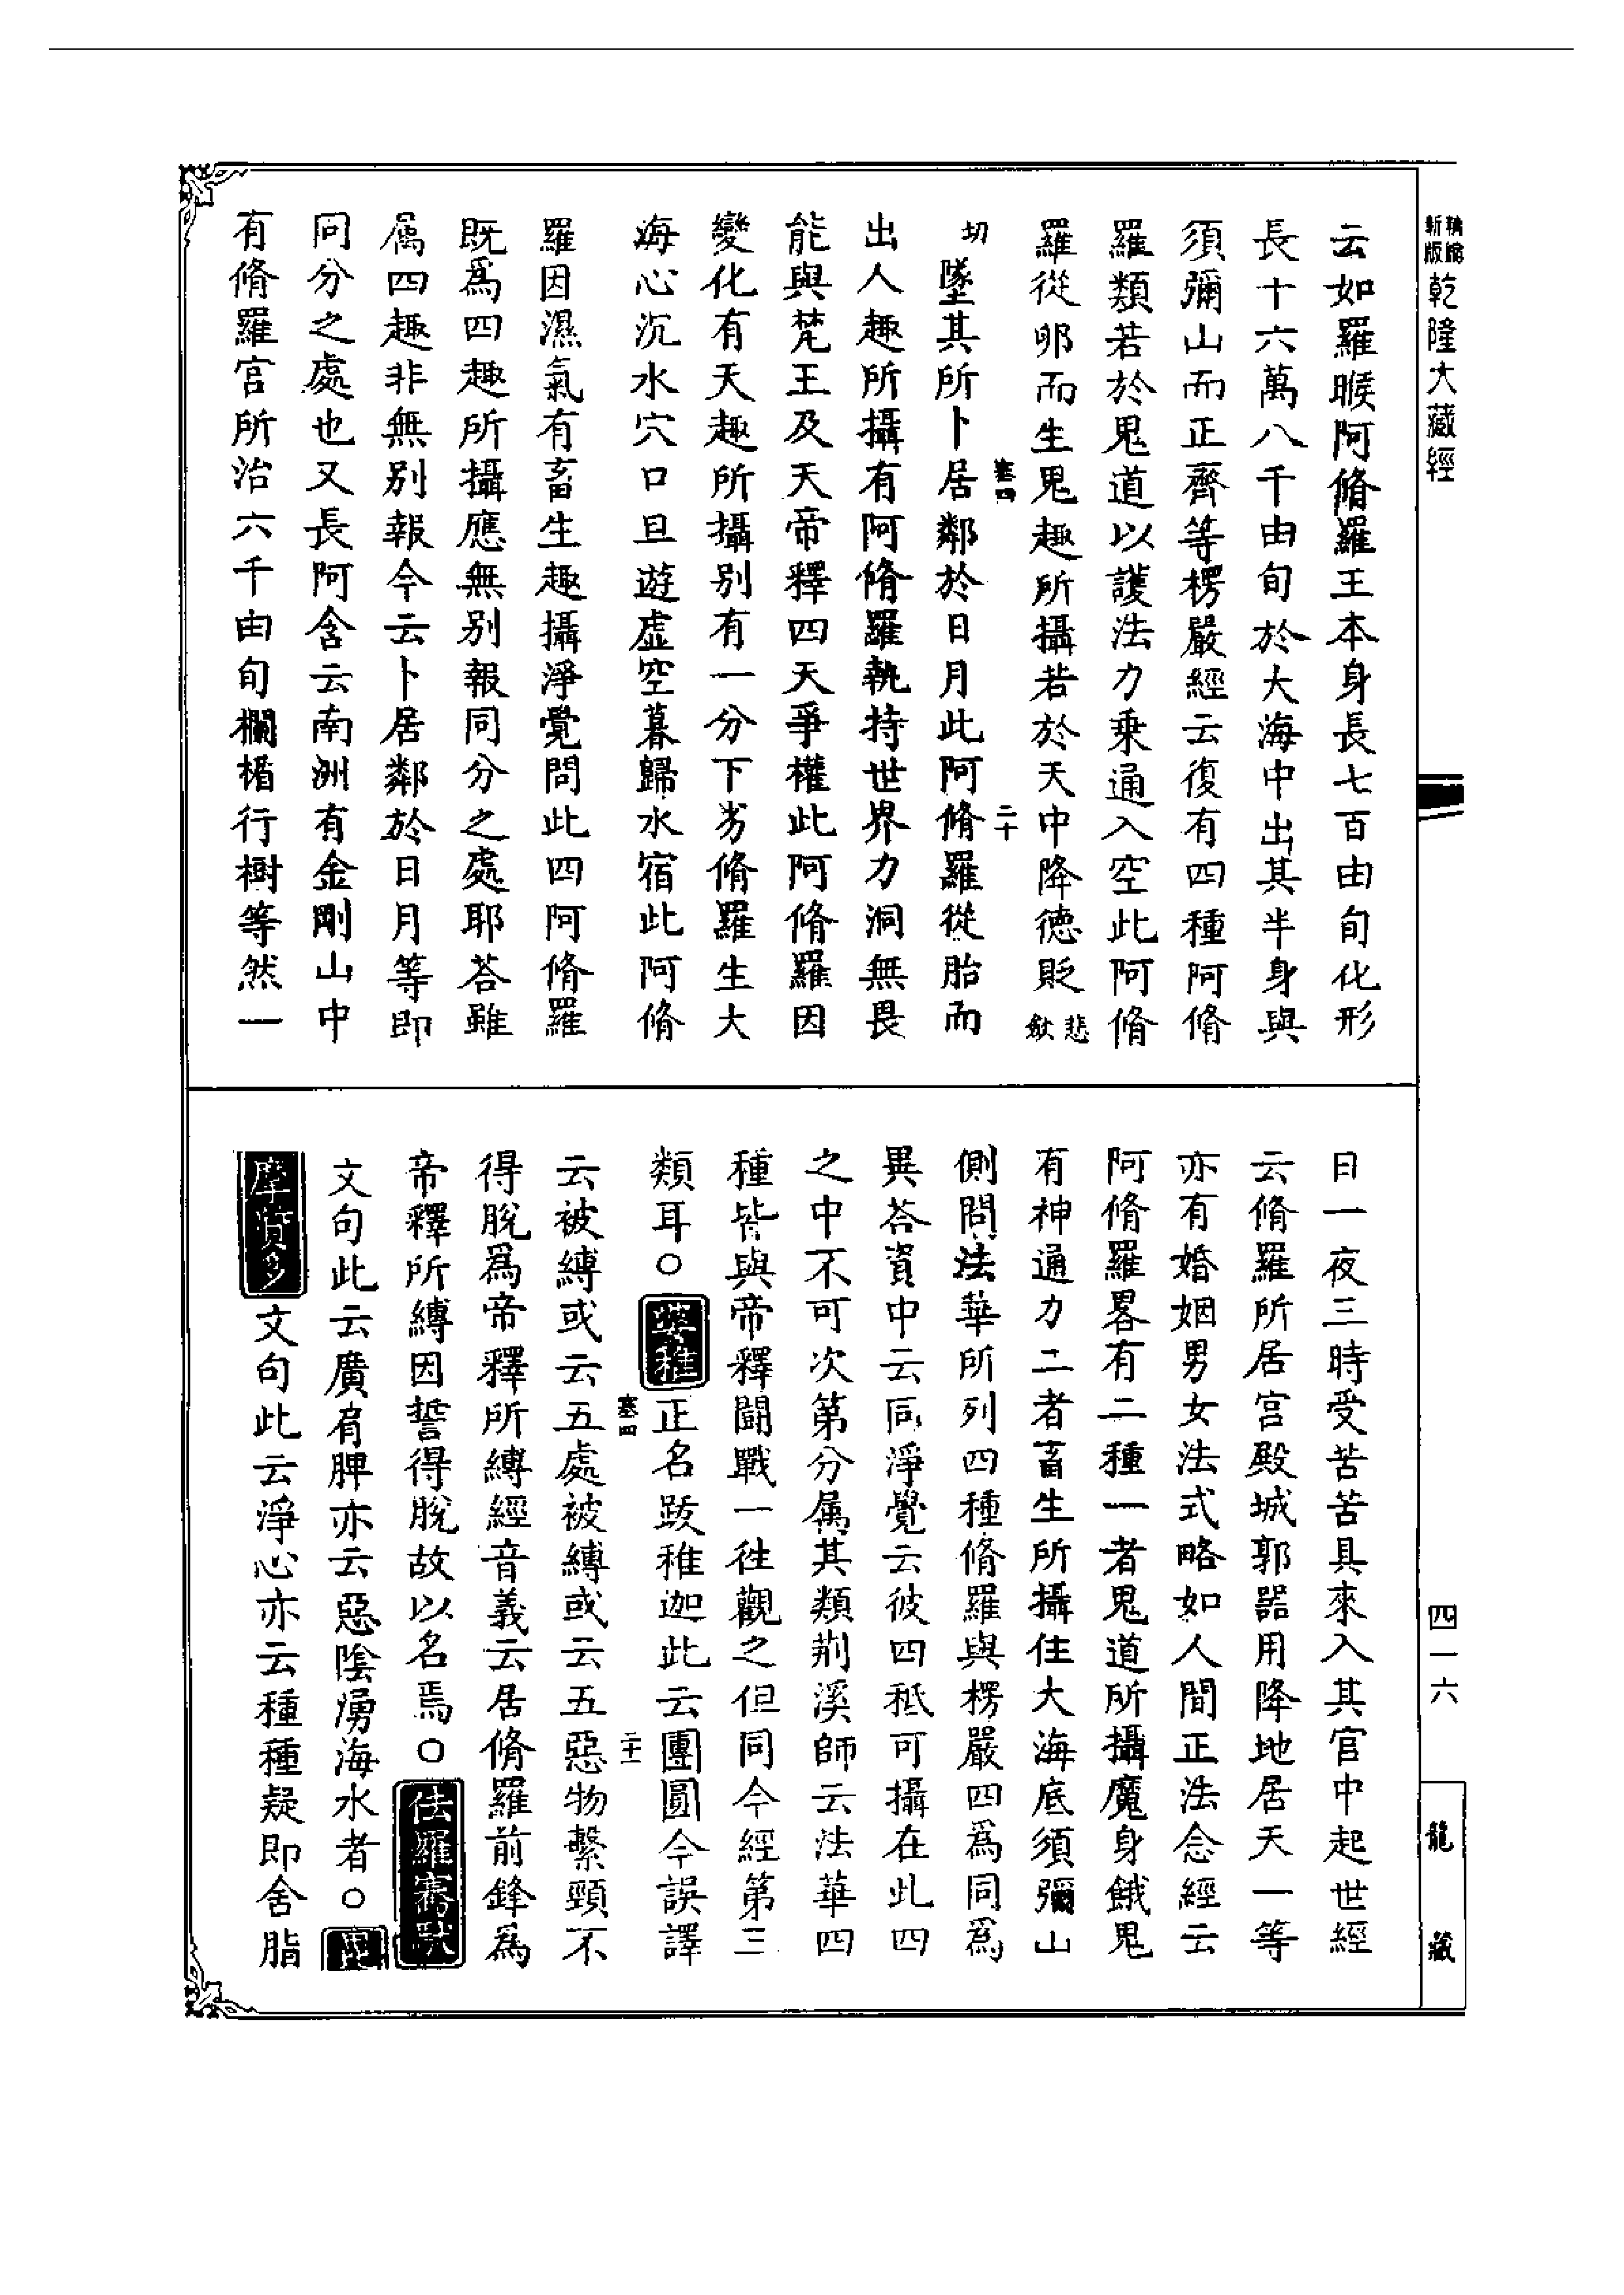 新版
乾隆大藏經
云如羅睺阿脩羅王本身長七百由旬化形
長十六萬八千由旬於大海中出其半身與
須彌山而正齊等楞嚴經云復有四種阿脩
羅類若於鬼道以護法力乗通入空此阿脩
羅從卵而生鬼趣所攝若於天中降德貶悲歛
切墜其所卜居鄰於日月此阿脩羅從胎而
出人趣所攝有阿脩羅執持世界力洞無畏
能與梵王及天帝釋四天爭權此阿脩羅因
變化有天趣所攝別有一分下劣脩羅生大
海心沉水穴口旦遊虛空暮歸水宿此阿脩
羅因濕氣有畜生趣攝淨覺問此四阿脩羅
既爲四趣所攝應無別報同分之處耶荅雖
属四趣非無別報今云卜居鄰於日月等即
同分之處也又長阿含云南洲有金剛山中
有脩羅宫所治六千由旬欄楯行樹等然一
塞四
二十
日一夜三時受苦苦具來入其宫中起世經
云脩羅所居宫殿城郭器用降地居天一等
亦有婚姻男女法式略如人間正法念經云
阿脩羅畧有二種一者鬼道所攝魔身餓鬼
有神通力二者畜生所攝住大海底須彌山
側問法華所列四種脩羅與楞嚴四爲同爲
異荅資中云同淨覺云彼四秪可攝在此四
之中不可次第分属其類荆溪師云法華四
種皆與帝釋鬪戰一往觀之但同今經第三
類耳○婆稚正名跋稚迦此云團圓今誤譯
云被縛或云五處被縛或云五惡物繫頸不
得脫爲帝釋所縛經音義云居脩羅前鋒爲
帝釋所縛因誓得脫故以名焉○佉羅騫馱
文句此云廣肩胛亦云惡陰湧海水者○毘
摩質多文句此云淨心亦云種種疑即舍脂
塞四
二十一
四一六
龍藏